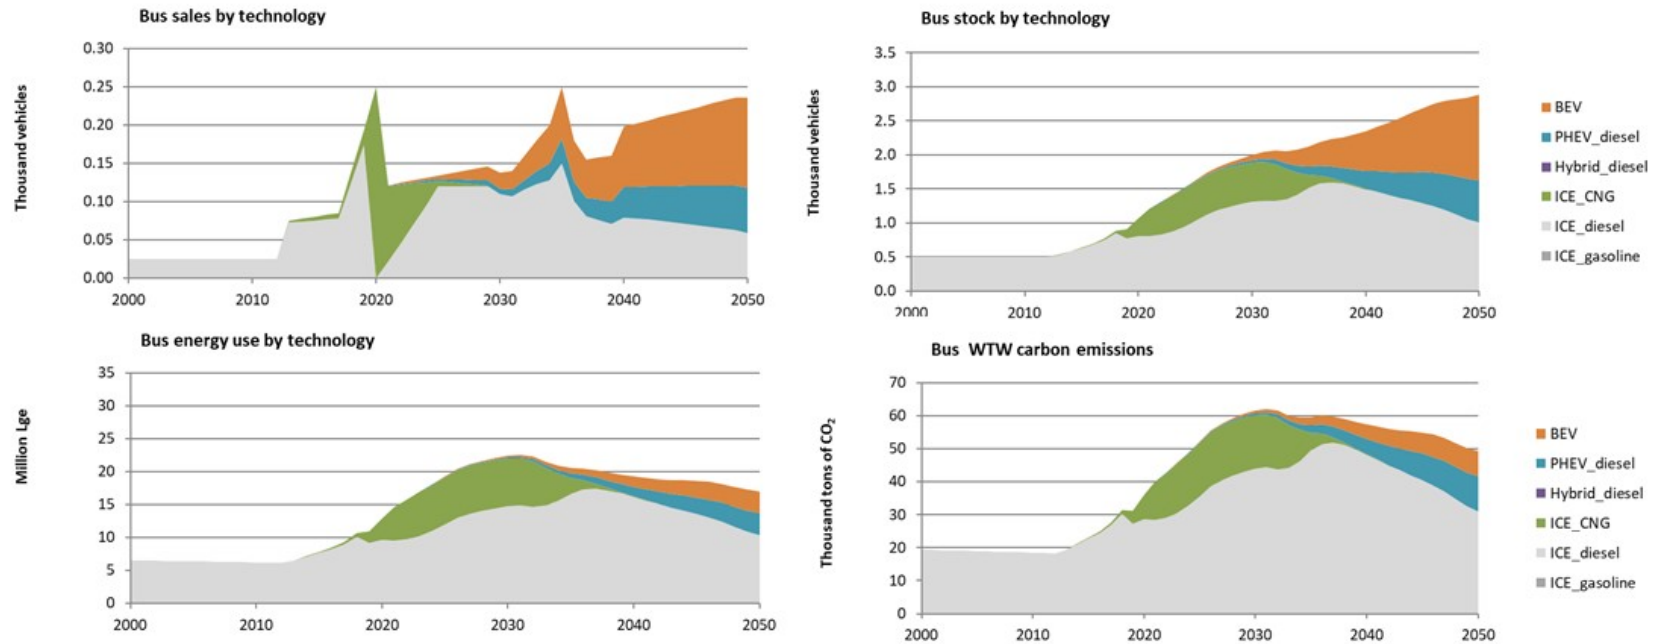 Bus sales by technology
Thousand vehicles
0.30
0.25
0.20
0.15
0.10
0.05
0.00
2000 2010 2020 2030 2040 2050
Bus stock by technology
Thousand vehicles
3.5
3.0
2.5
2.0
1.5
1.0
0.5
0.0
2000 2010 2020 2030 2040 2050
BEV
PHEV_diesel
Hybrid_diesel
ICE_CNG
ICE_diesel
ICE_gasoline
Bus energy use by technology
Million Lge
35
30
25
20
15
10
5
0
2000 2010 2020 2030 2040 2050
Bus WTW carbon emissions
Thousand tons of CO₂
70
60
50
40
30
20
10
0
2000 2010 2020 2030 2040 2050
BEV
PHEV_diesel
Hybrid_diesel
ICE_CNG
ICE_diesel
ICE_gasoline